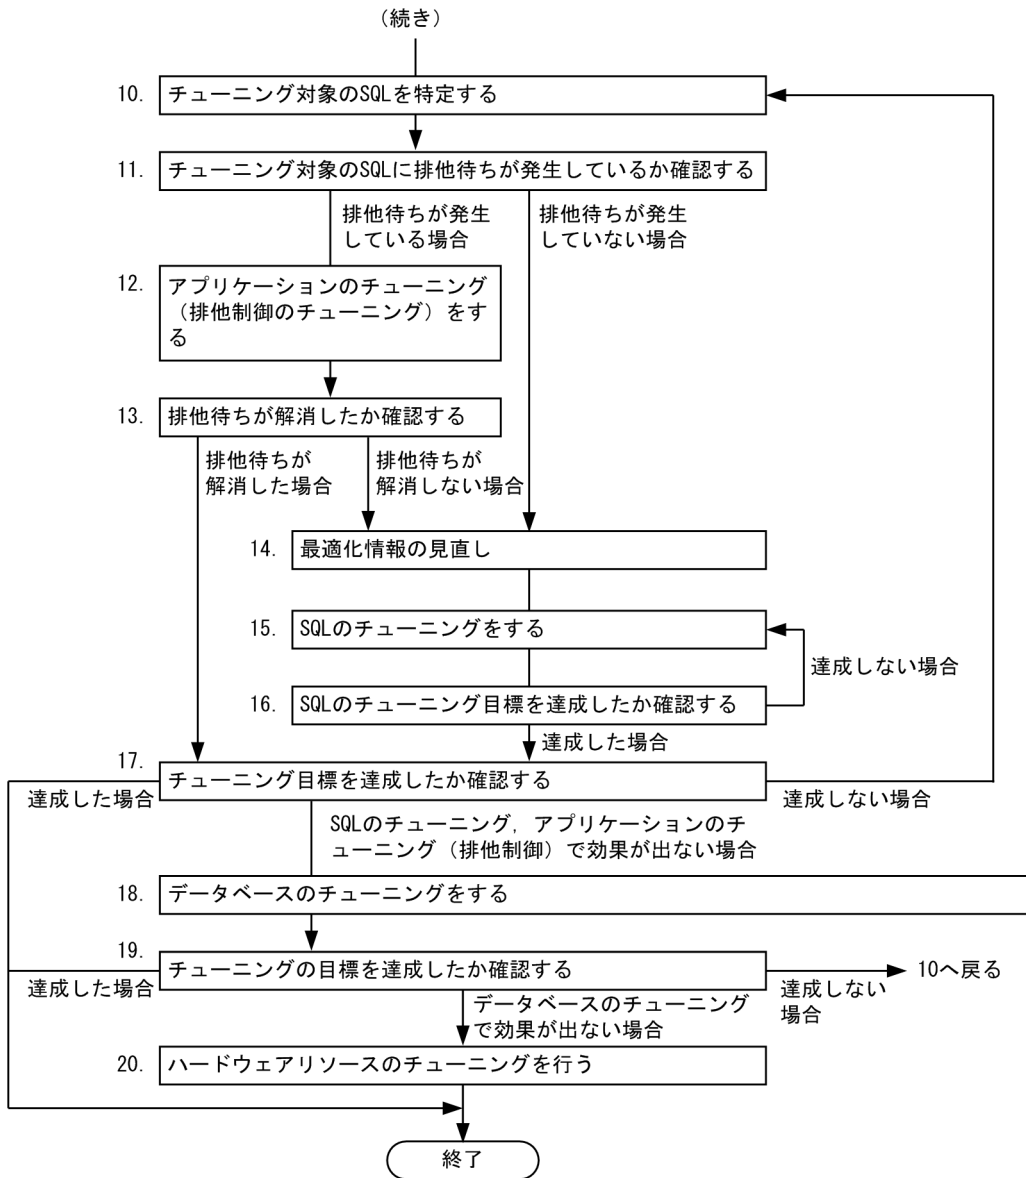 （続き）
10. チューニング対象のSQLを特定する
11. チューニング対象のSQLに排他待ちが発生しているか確認する
排他待ちが発生
している場合
排他待ちが発生
していない場合
12. アプリケーションのチューニング
（排他制御のチューニング）をす
る
13. 排他待ちが解消したか確認する
排他待ちが
解消した場合
排他待ちが
解消しない場合
14. 最適化情報の見直し
15. SQLのチューニングをする
達成しない場合
16. SQLのチューニング目標を達成したか確認する
達成した場合
17. チューニング目標を達成したか確認する
達成した場合
達成しない場合
SQLのチューニング，アプリケーションのチ
ューニング（排他制御）で効果が出ない場合
18. データベースのチューニングをする
19. チューニングの目標を達成したか確認する
10へ戻る
達成した場合
達成しない
場合
データベースのチューニング
で効果が出ない場合
20. ハードウェアリソースのチューニングを行う
終了